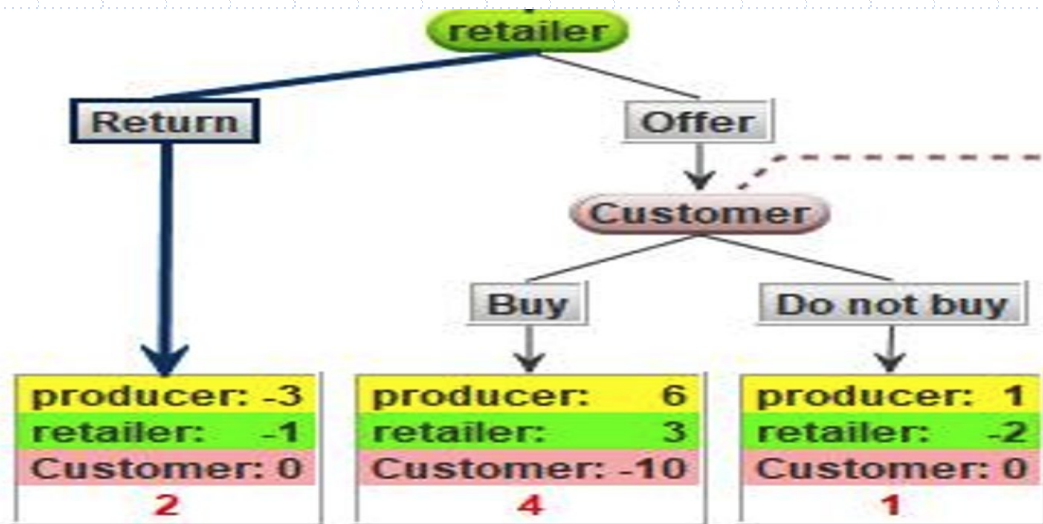 retailer
Return
Offer
Customer
Buy
Do not buy
producer: -3
retailer: -1
Customer: 0
2
producer: 6
retailer: 3
Customer: -10
4
producer: 1
retailer: -2
Customer: 0
1